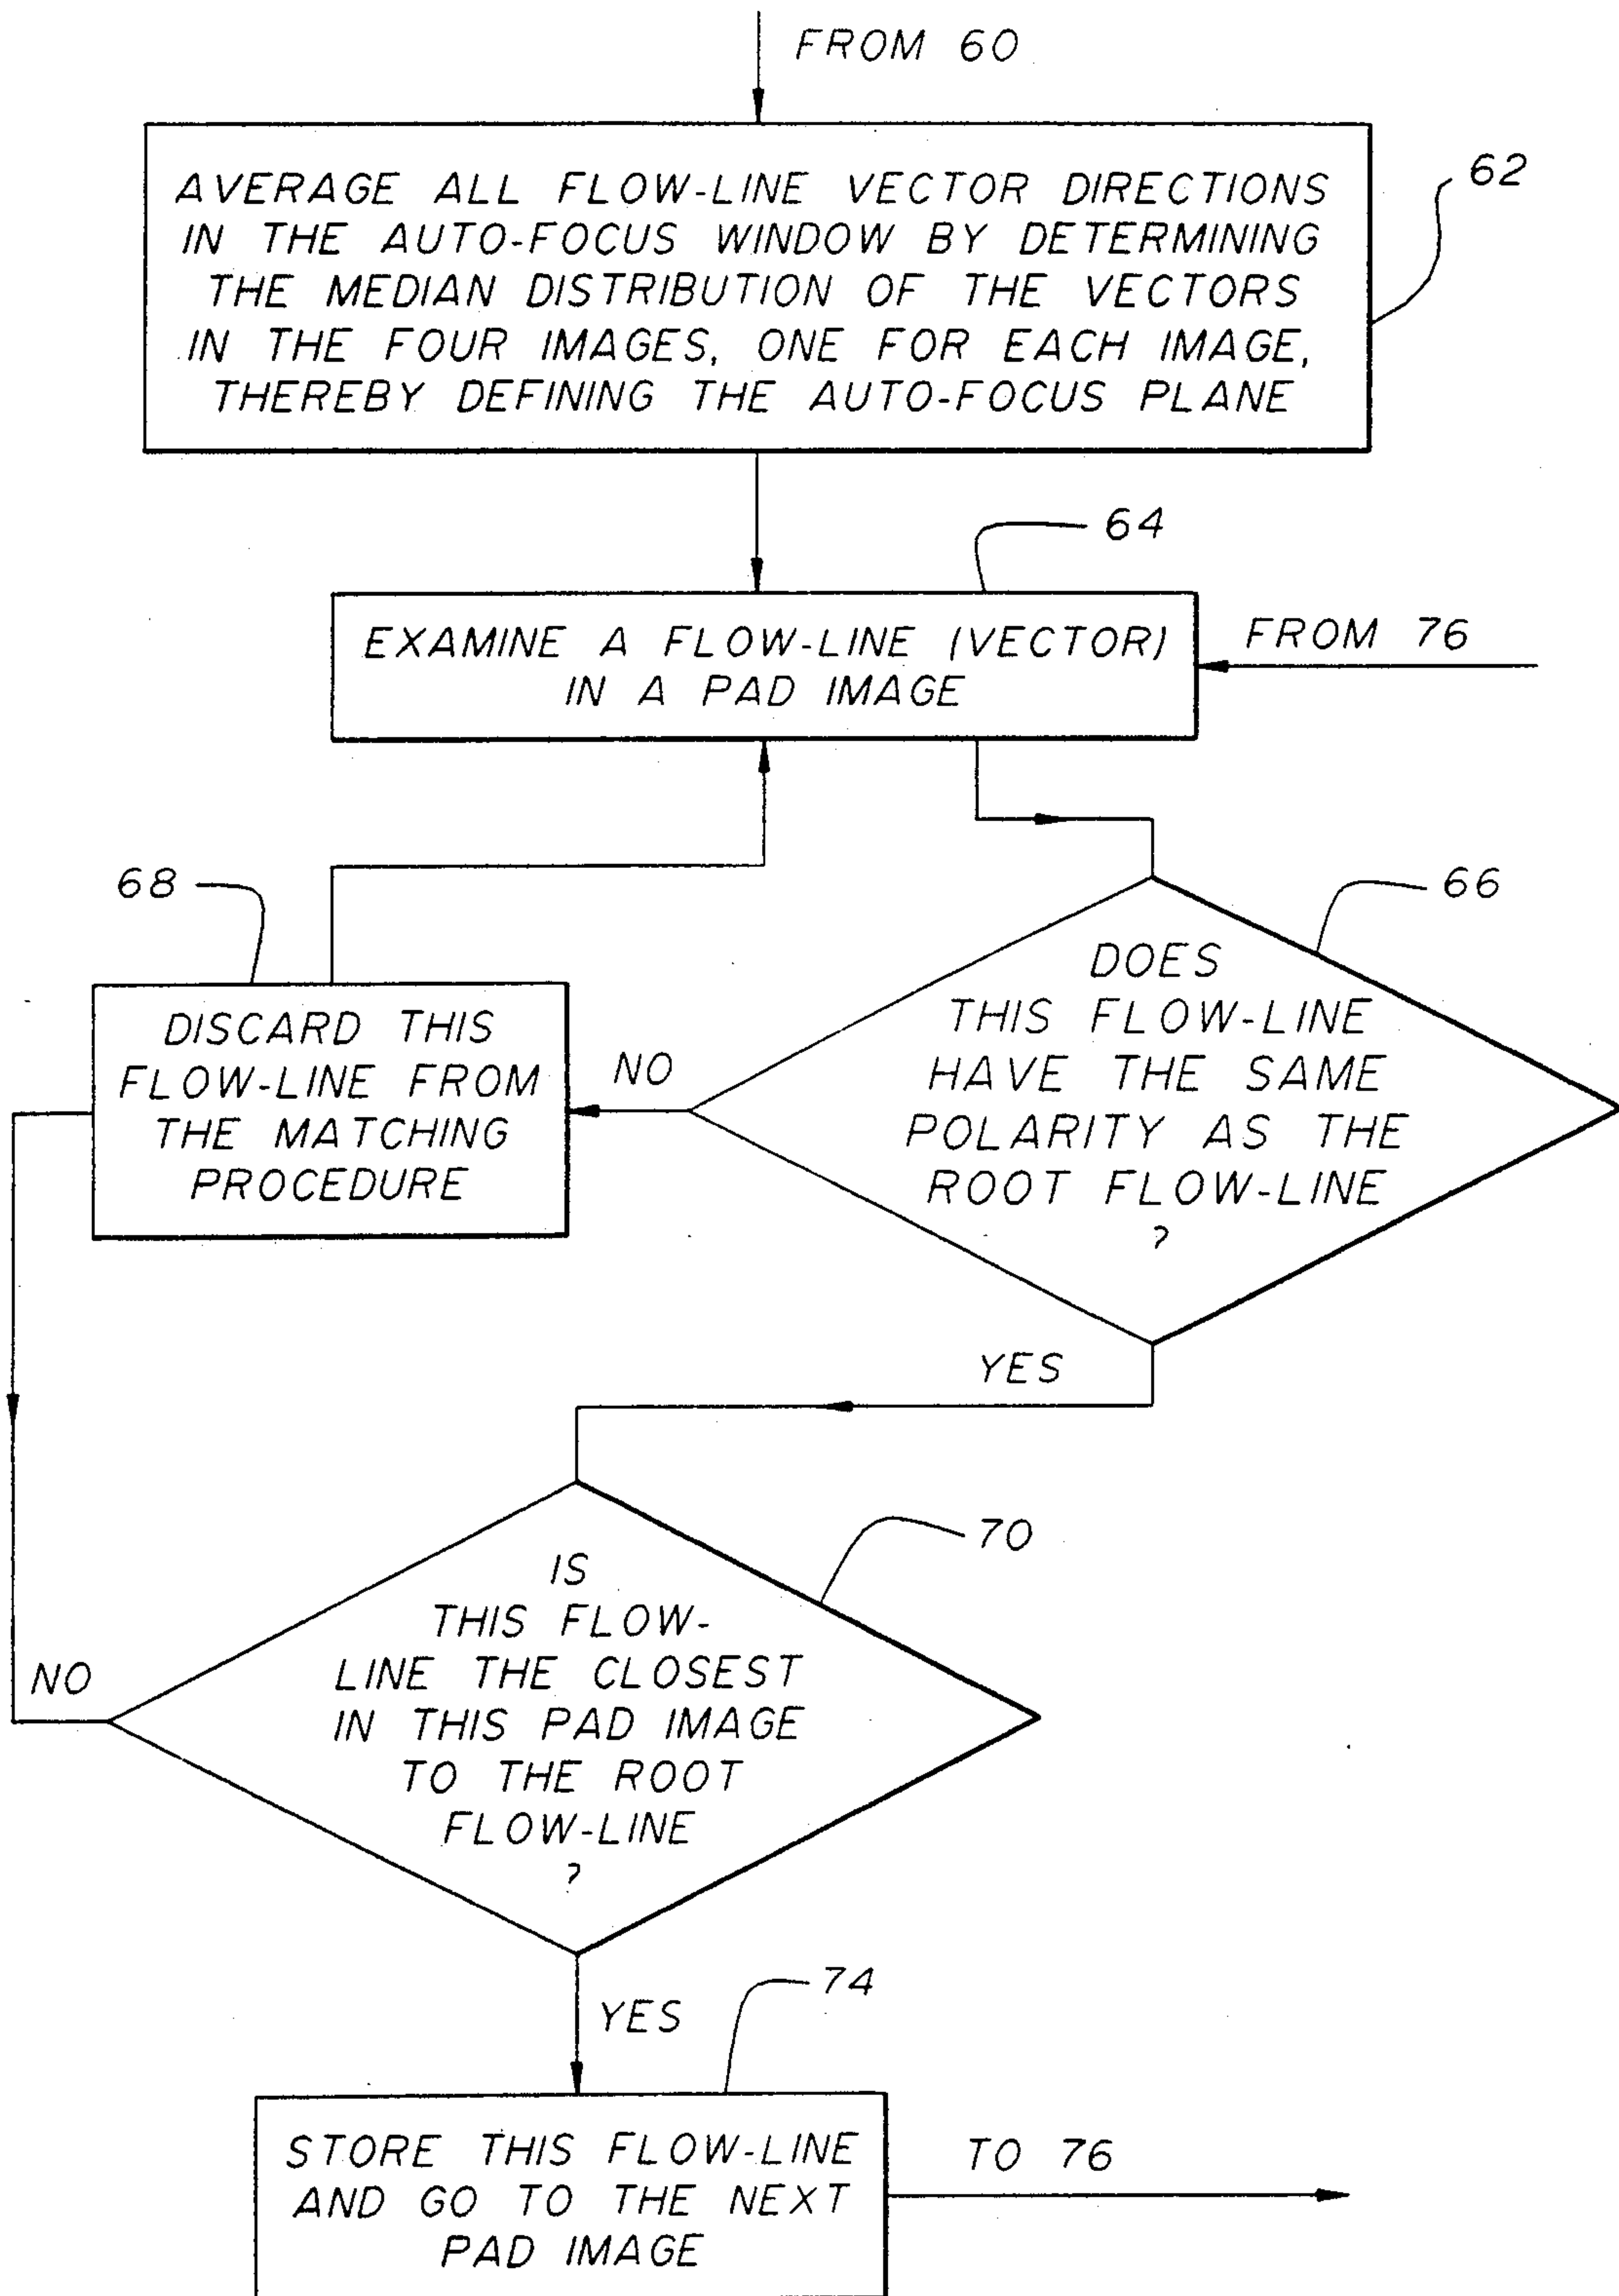 FROM 60
AVERAGE ALL FLOW-LINE VECTOR DIRECTIONS
IN THE AUTO-FOCUS WINDOW BY DETERMINING
THE MEDIAN DISTRIBUTION OF THE VECTORS
IN THE FOUR IMAGES, ONE FOR EACH IMAGE,
THEREBY DEFINING THE AUTO-FOCUS PLANE
62
64
EXAMINE A FLOW-LINE (VECTOR)
IN A PAD IMAGE
FROM 76
68
66
DISCARD THIS
FLOW-LINE FROM
THE MATCHING
PROCEDURE
NO
DOES
THIS FLOW-LINE
HAVE THE SAME
POLARITY AS THE
ROOT FLOW-LINE
?
YES
70
NO
IS
THIS FLOW-
LINE THE CLOSEST
IN THIS PAD IMAGE
TO THE ROOT
FLOW-LINE
?
YES
74
STORE THIS FLOW-LINE
AND GO TO THE NEXT
PAD IMAGE
TO 76